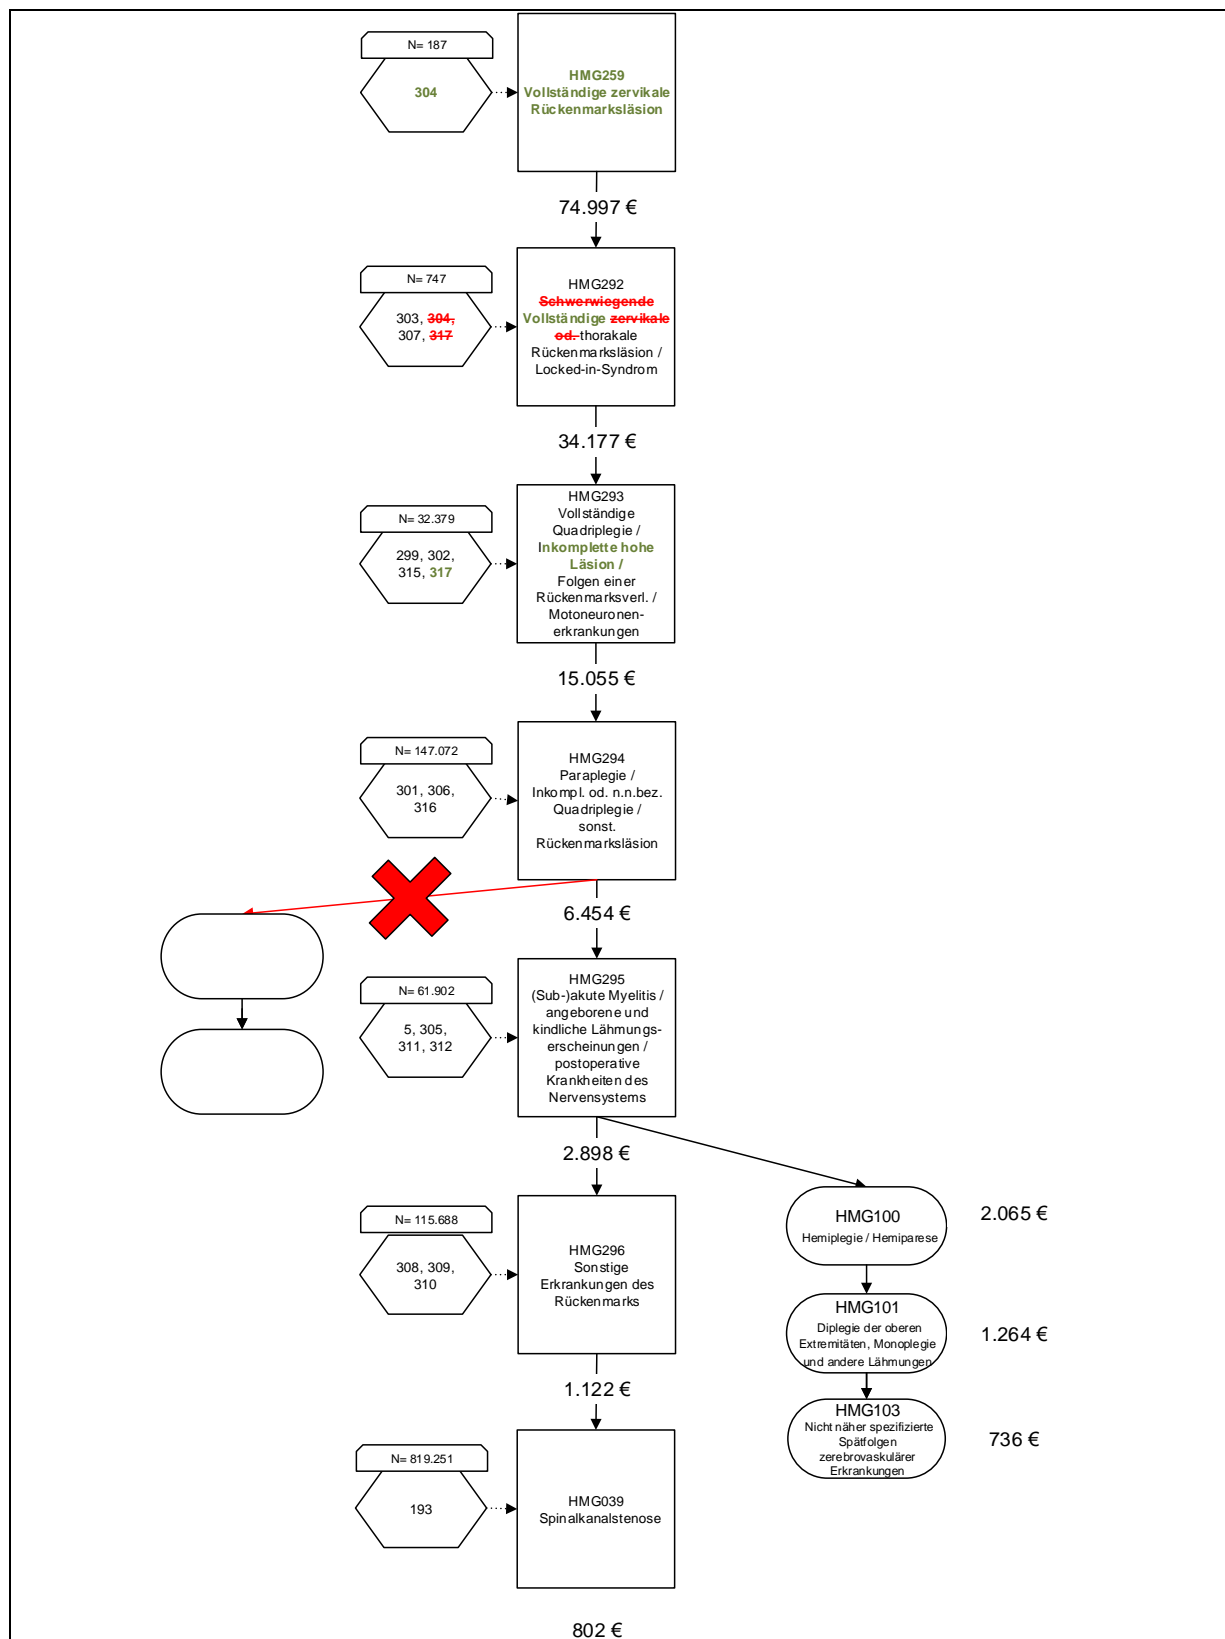 N= 187
304
HMG259
Vollständige zervikale
Rückenmarksläsion
74.997 €
N= 747
303, 304,
307, 317
HMG292
Schwerwiegende
Vollständige zervikale
od. thorakale
Rückenmarksläsion /
Locked-in-Syndrom
34.177 €
N= 32.379
299, 302,
315, 317
HMG293
Vollständige
Quadriplegie /
Inkomplette hohe
Läsion /
Folgen einer
Rückenmarksverl. /
Motoneuronen-
erkrankungen
15.055 €
N= 147.072
301, 306,
316
HMG294
Paraplegie /
Inkompl. od. n.n.bez.
Quadriplegie /
sonst.
Rückenmarksläsion
6.454 €
N= 61.902
5, 305,
311, 312
HMG295
(Sub-)akute Myelitis /
angeborene und
kindliche Lähmungs-
erscheinungen /
postoperative
Krankheiten des
Nervensystems
2.898 €
N= 115.688
308, 309,
310
HMG296
Sonstige
Erkrankungen des
Rückenmarks
HMG100
Hemiplegie / Hemiparese
2.065 €
HMG101
Diplegie der oberen
Extremitäten, Monoplegie
und andere Lähmungen
1.264 €
1.122 €
HMG103
Nicht näher spezifizierte
Spätfolgen
zerebrovaskulärer
Erkrankungen
736 €
N= 819.251
193
HMG039
Spinalkanalstenose
802 €